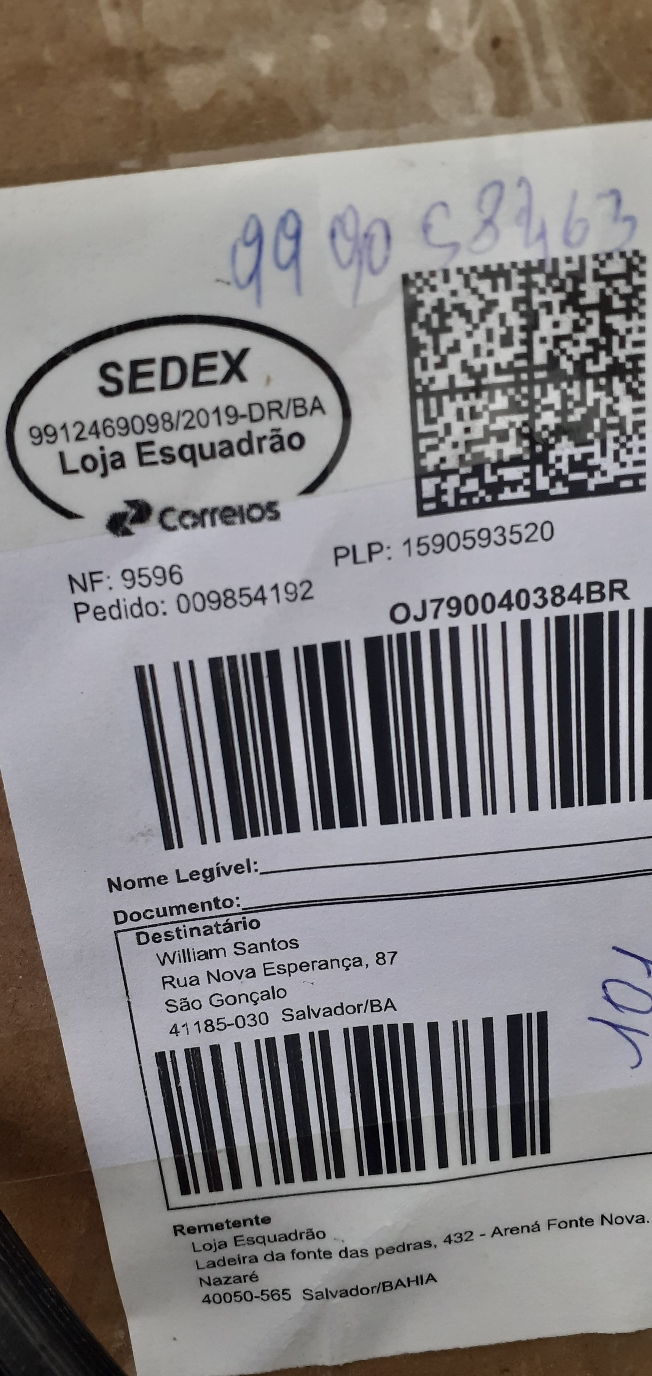 SEDEX
9912469098/2019-DR/BA
Loja Esquadrão
Correios
NF: 9596
PLP: 1590593520
Pedido: 009854192
OJ790040384BR
Nome Legível:
Documento:
Destinatário
William Santos
Rua Nova Esperança, 87
São Gonçalo
41185-030 Salvador/BA
101
Remetente
Loja Esquadrão
Ladeira da fonte das pedras, 432 - Arená Fonte Nova.
Nazaré
40050-565 Salvador/BAHIA